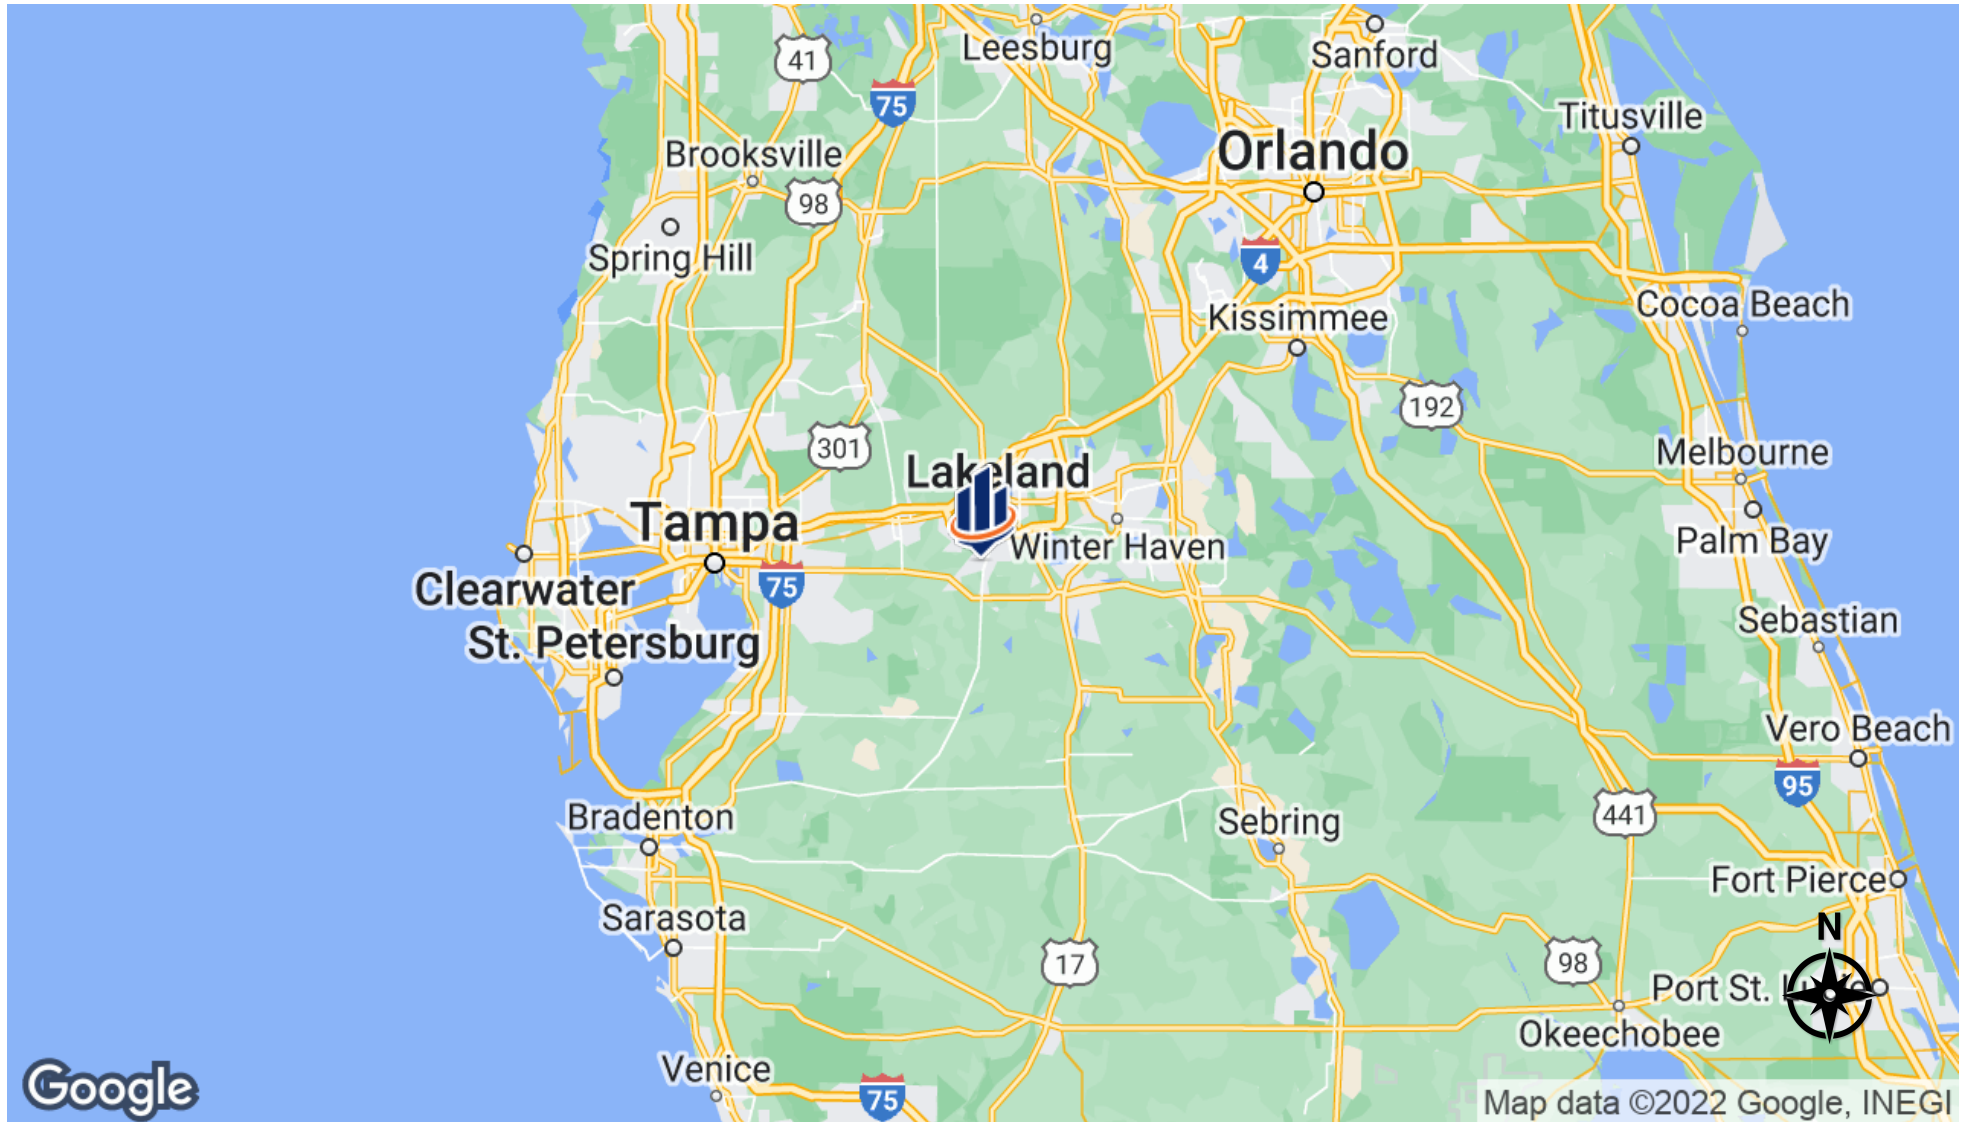 Leesburg
Sanford
41
75
Titusville
Brooksville
Orlando
98
Spring Hill
4
Cocoa Beach
Kissimmee
192
301
Melbourne
Lakeland
Tampa
Winter Haven
Palm Bay
Clearwater
75
Sebastian
St. Petersburg
Vero Beach
95
Bradenton
Sebring
441
Fort Pierce
Sarasota
N
17
98
Port St.
Okeechobee
Venice
Google
75
Map data ©2022 Google, INEGI